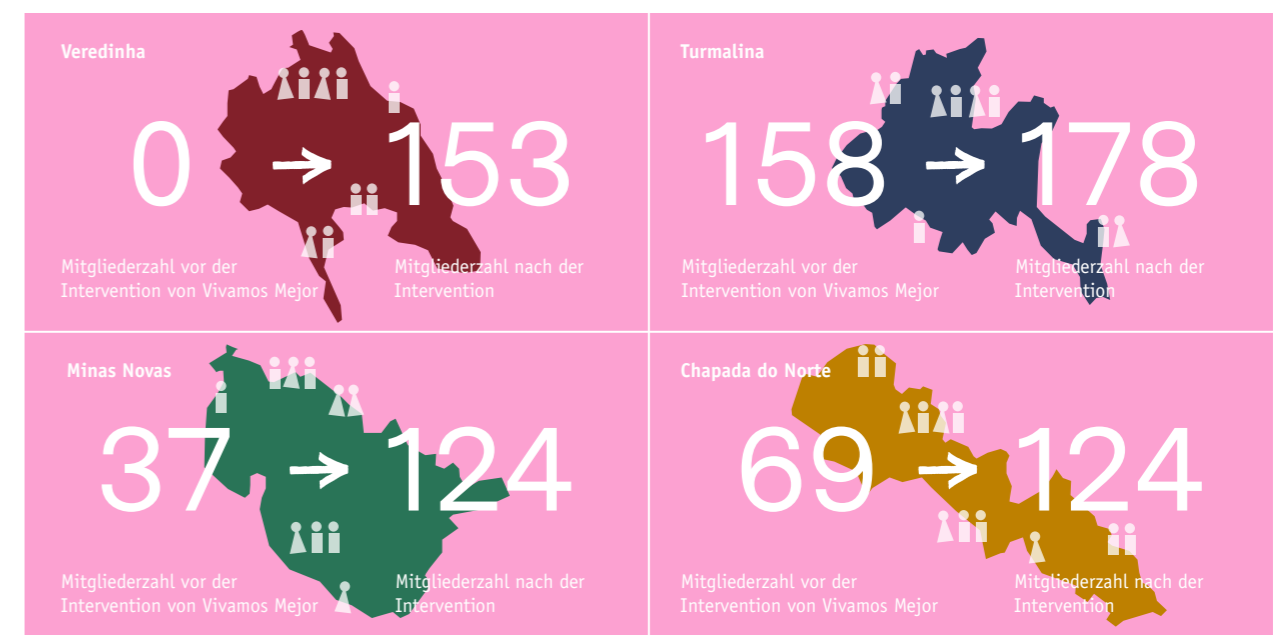 Veredinha
0 → 153
Mitgliederzahl vor der
Intervention von Vivamos Mejor
Mitgliederzahl nach der
Intervention
Turmalina
158 → 178
Mitgliederzahl vor der
Intervention von Vivamos Mejor
Mitgliederzahl nach der
Intervention
Minas Novas
37 → 124
Mitgliederzahl vor der
Intervention von Vivamos Mejor
Mitgliederzahl nach der
Intervention
Chapada do Norte
69 → 124
Mitgliederzahl vor der
Intervention von Vivamos Mejor
Mitgliederzahl nach der
Intervention